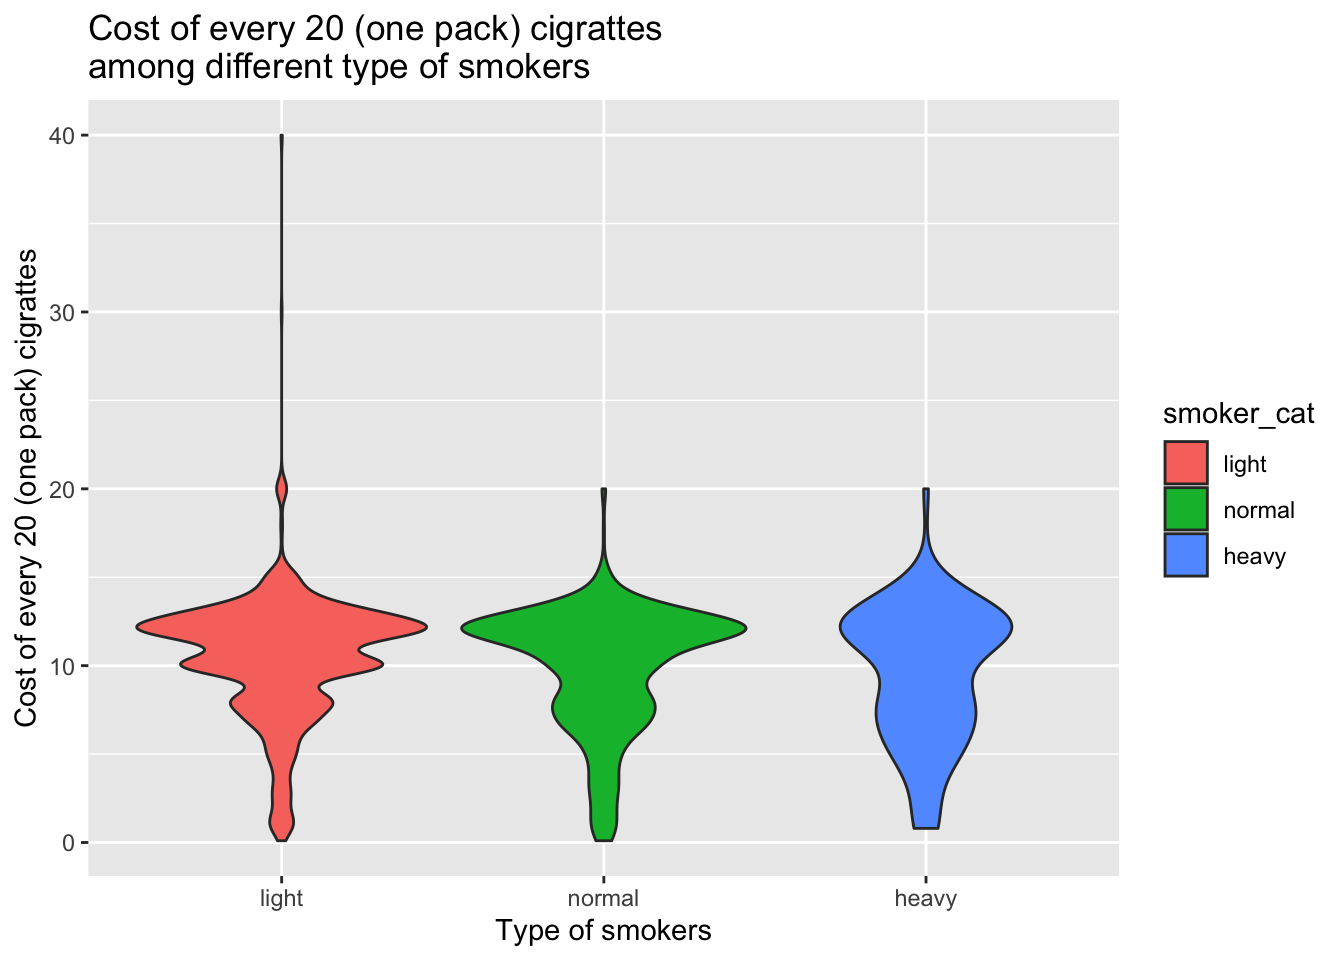 Cost of every 20 (one pack) cigrattes
among different type of smokers
Cost of every 20 (one pack) cigrattes
40
30
20
10
0
light
normal
heavy
Type of smokers
smoker_cat
light
normal
heavy